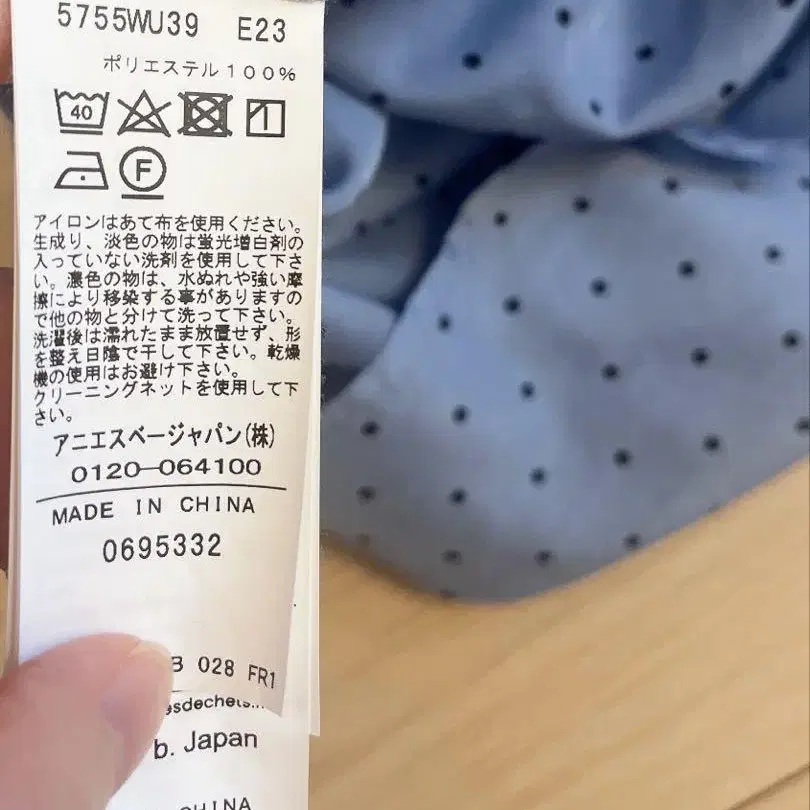 5755WU39 E23
ポリエステル100%
40
F
アイロンはあて布を使用ください。
生成り、淡色の物は蛍光増白剤の
入っていない洗剤を使用して下さ
い。濃色の物は、水ぬれや強い摩
擦により移染する事がありますの
で他の物と分けて洗って下さい。
洗濯後は濡れたまま放置せず、形
を整え日陰で干して下さい。乾燥
機の使用はお避け下さい。
クリーニングネットを使用して下
さい。
アニエスベージャパン(株)
0120-064100
MADE IN CHINA
0695332
B 028 FR1
b. Japan